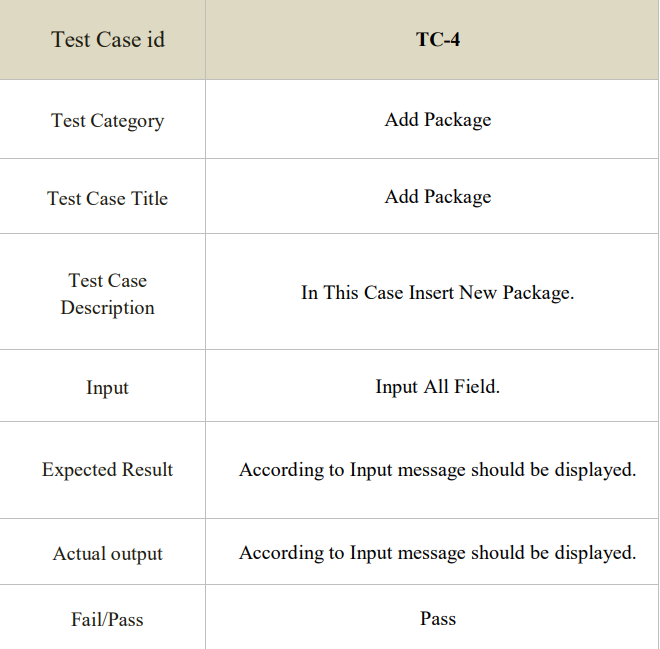 Test Case id
TC-4
Test Category
Add Package
Test Case Title
Add Package
Test Case
Description
In This Case Insert New Package.
Input
Input All Field.
Expected Result
According to Input message should be displayed.
Actual output
According to Input message should be displayed.
Fail/Pass
Pass